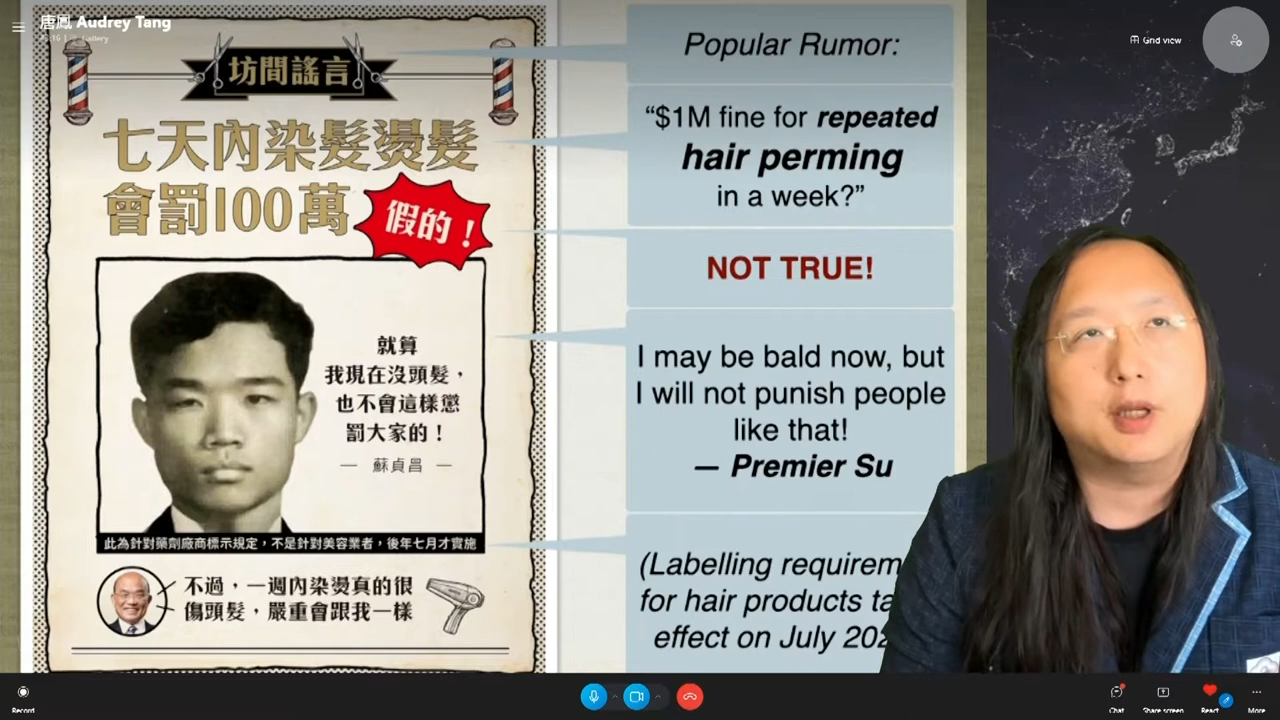 唐鳳 Audrey Tang
Grid view
坊間謠言
七天內染髮燙髮
會罰100萬
假的！
就算
我現在沒頭髮，
也不會這樣懲
罰大家的！
— 蘇貞昌 —
此為針對藥劑廠商標示規定，不是針對美容業者，後年七月才實施
不過，一週內染燙真的很
傷頭髮，嚴重會跟我一樣
Popular Rumor:
“$1M fine for repeated
hair perming
in a week?”
NOT TRUE!
I may be bald now, but
I will not punish people
like that!
— Premier Su
(Labelling requirem
for hair products ta
effect on July 202
Record
Chat
Share screen
React
More